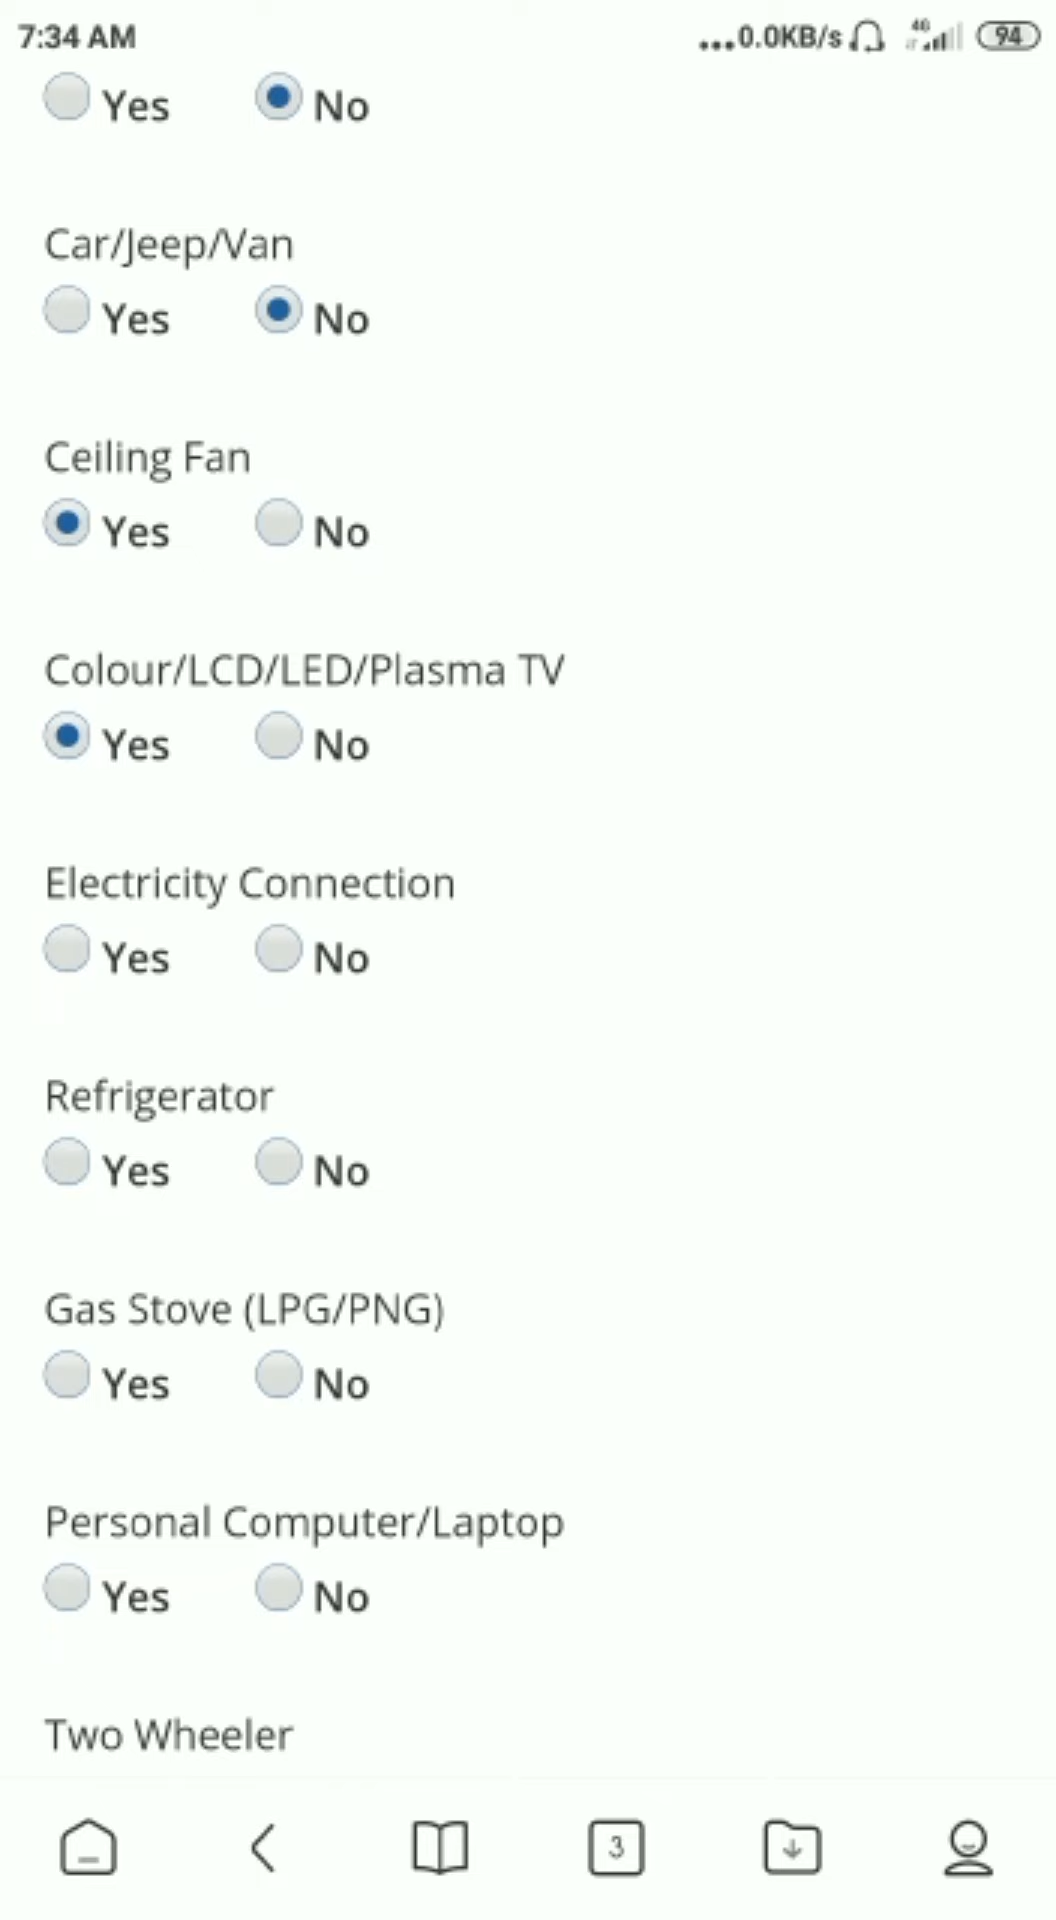 7:34 AM ...0.0KB/s 4G 94
Yes No
Car/Jeep/Van
Yes No
Ceiling Fan
Yes No
Colour/LCD/LED/Plasma TV
Yes No
Electricity Connection
Yes No
Refrigerator
Yes No
Gas Stove (LPG/PNG)
Yes No
Personal Computer/Laptop
Yes No
Two Wheeler
3